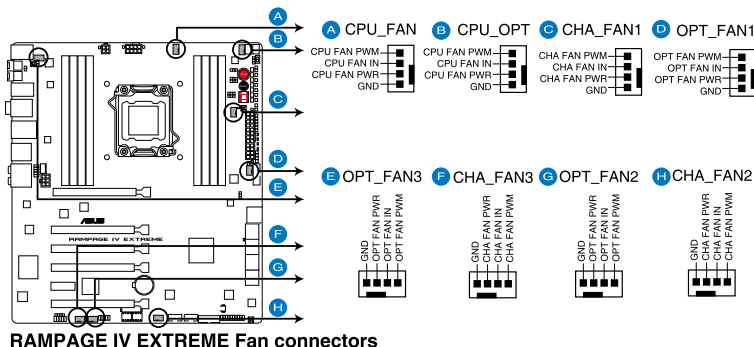 A
B
C
D
E
F
G
H
ASUS
RAMPAGE IV EXTREME
A CPU_FAN
CPU FAN PWM
CPU FAN IN
CPU FAN PWR
GND
B CPU_OPT
CPU FAN PWM
CPU FAN IN
CPU FAN PWR
GND
C CHA_FAN1
CHA FAN PWM
CHA FAN IN
CHA FAN PWR
GND
D OPT_FAN1
OPT FAN PWM
OPT FAN IN
OPT FAN PWR
GND
E OPT_FAN3
GND
OPT FAN PWR
OPT FAN IN
OPT FAN PWM
F CHA_FAN3
GND
CHA FAN PWR
CHA FAN IN
CHA FAN PWM
G OPT_FAN2
GND
OPT FAN PWR
OPT FAN IN
OPT FAN PWM
H CHA_FAN2
GND
CHA FAN PWR
CHA FAN IN
CHA FAN PWM
RAMPAGE IV EXTREME Fan connectors